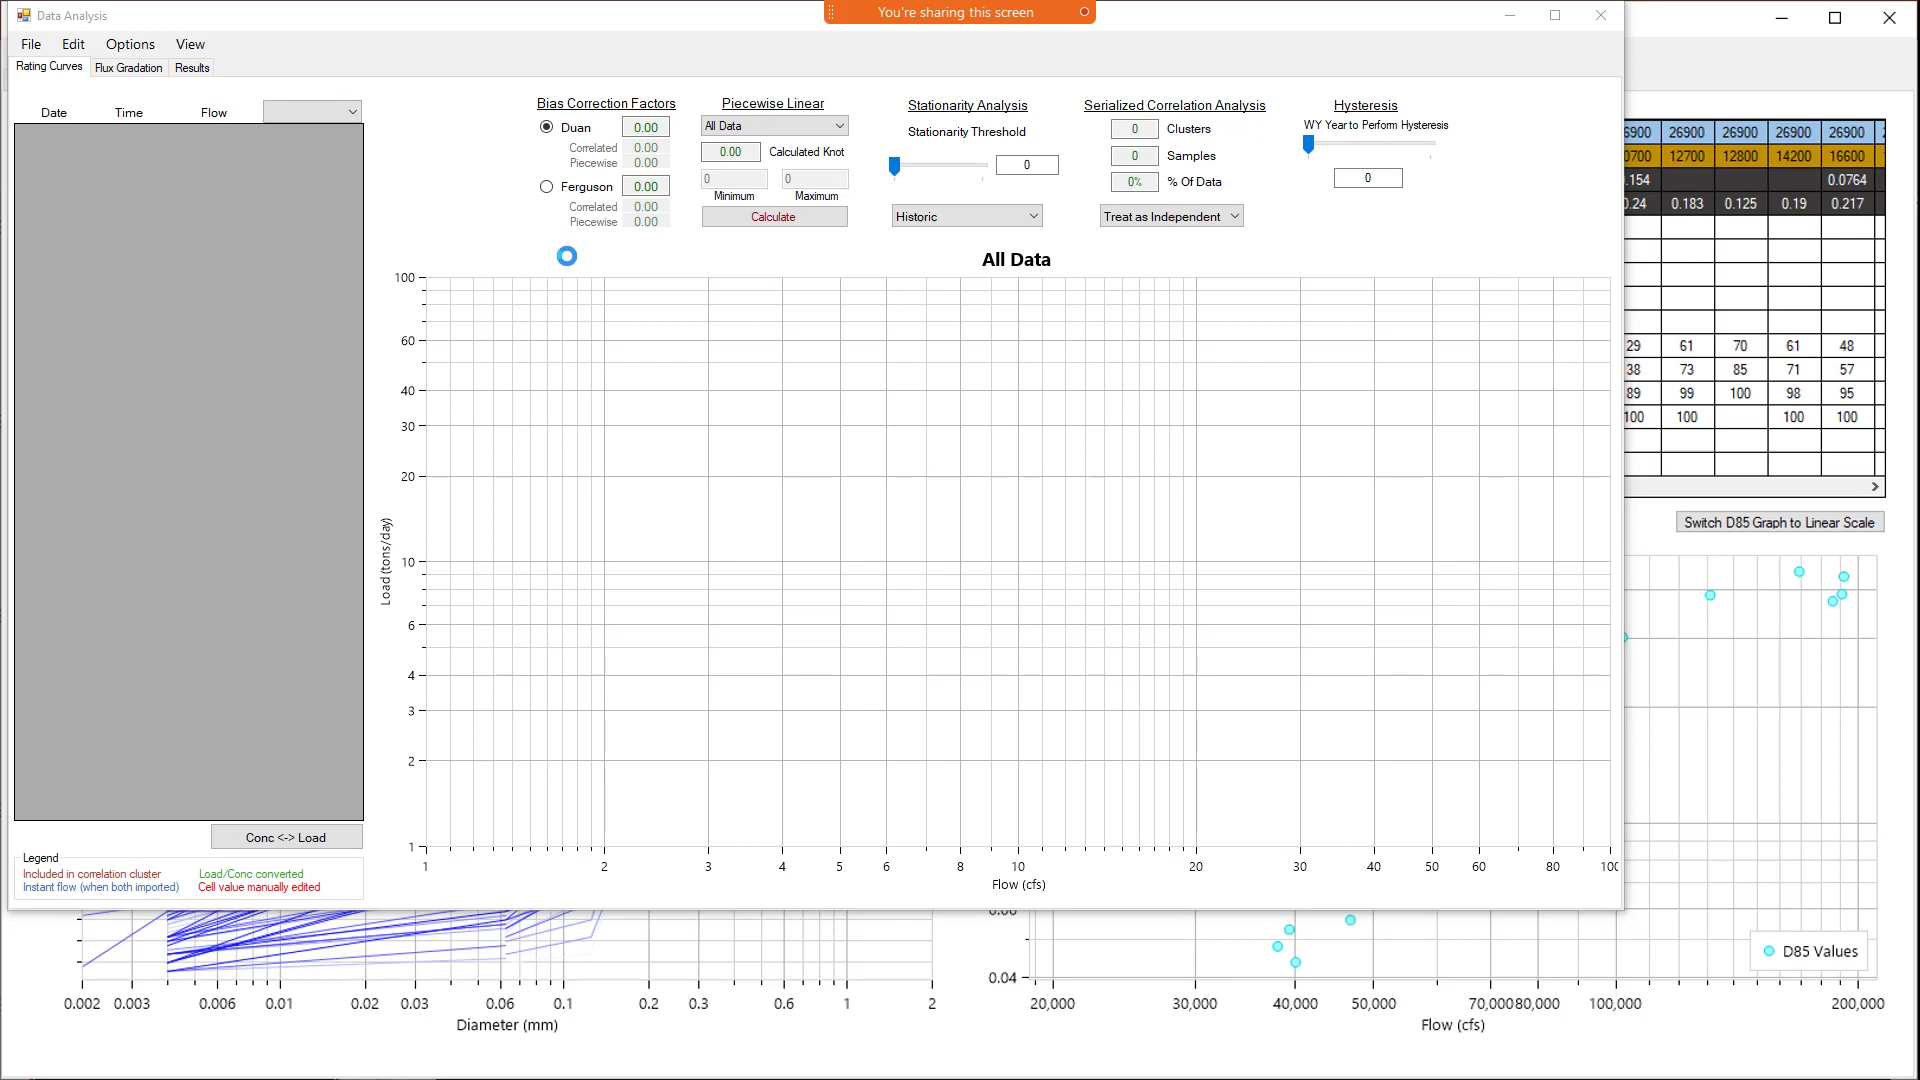 Data Analysis
You're sharing this screen
File Edit Options View
Rating Curves Flux Gradation Results
Date Time Flow
Bias Correction Factors
Duan 0.00
Correlated 0.00
Piecewise 0.00
Ferguson 0.00
Correlated 0.00
Piecewise 0.00
Piecewise Linear
All Data
0.00 Calculated Knot
0 0
Minimum Maximum
Calculate
Stationarity Analysis
Stationarity Threshold
0
Historic
Serialized Correlation Analysis
0 Clusters
0 Samples
0% % Of Data
Treat as Independent
Hysteresis
WY Year to Perform Hysteresis
0
6900 26900 26900 26900 26900
0700 12700 12800 14200 16600
.154 0.0764
0.24 0.183 0.125 0.19 0.217
29 61 70 61 48
38 73 85 71 57
89 99 100 98 95
100 100 100 100
Switch D85 Graph to Linear Scale
All Data
100
60
40
30
20
10
6
4
3
2
1
Load (tons/day)
1 2 3 4 5 6 8 10 20 30 40 50 60 80 100
Flow (cfs)
Conc <-> Load
Legend
Included in correlation cluster Load/Conc converted
Instant flow (when both imported) Cell value manually edited
0.06
0.04
D85 Values
0.002 0.003 0.006 0.01 0.02 0.03 0.06 0.1 0.2 0.3 0.6 1 2
Diameter (mm)
20,000 30,000 40,000 50,000 70,000 80,000 100,000 200,000
Flow (cfs)